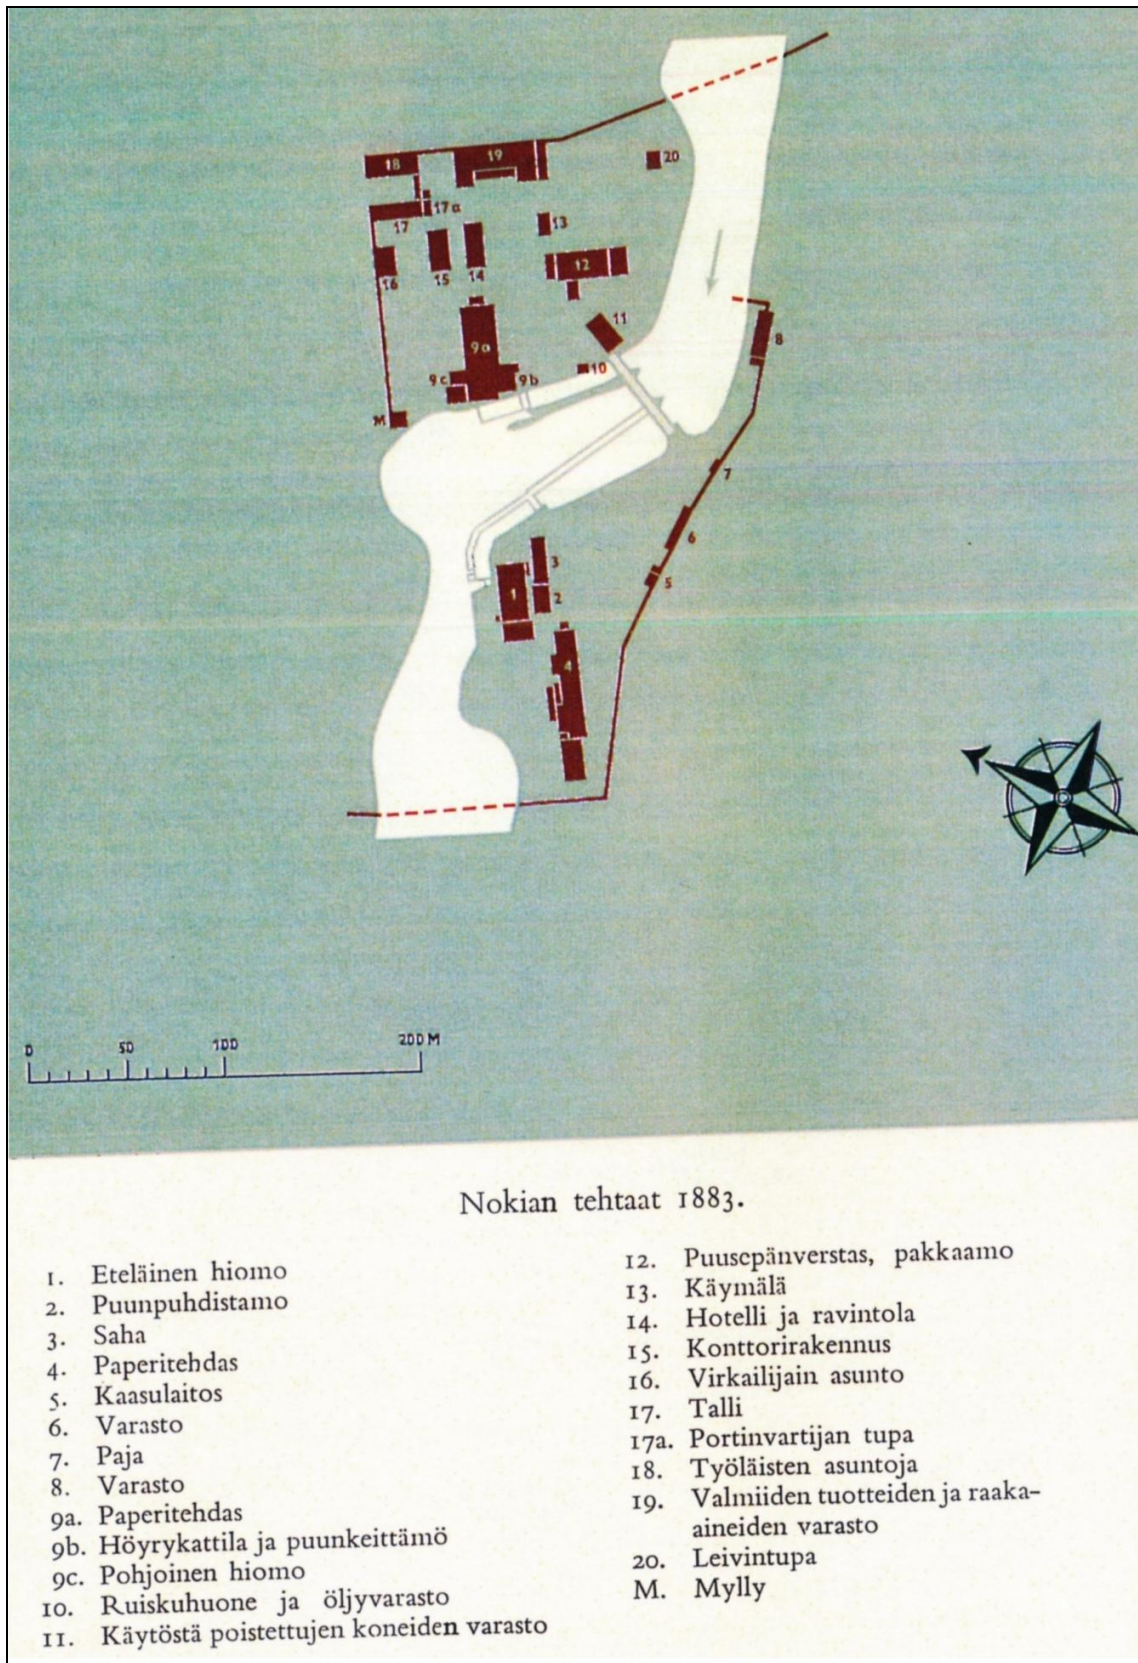 18
19
20
17a
17
13
16
15
14
12
11
8
9a
9c
9b
10
M
7
6
3
5
1
2
4
0 50 100 200 M
Nokian tehtaat 1883.
1. Eteläinen hiomo
2. Puunpuhdistamo
3. Saha
4. Paperitehdas
5. Kaasulaitos
6. Varasto
7. Paja
8. Varasto
9a. Paperitehdas
9b. Höyrykattila ja puunkeittämö
9c. Pohjoinen hiomo
10. Ruiskuhuone ja öljyvarasto
11. Käytöstä poistettujen koneiden varasto
12. Puusepänverstas, pakkaamo
13. Käymälä
14. Hotelli ja ravintola
15. Konttorirakennus
16. Virkailijain asunto
17. Talli
17a. Portinvartijan tupa
18. Työläisten asuntoja
19. Valmiiden tuotteiden ja raaka-
aineiden varasto
20. Leivintupa
M. Mylly